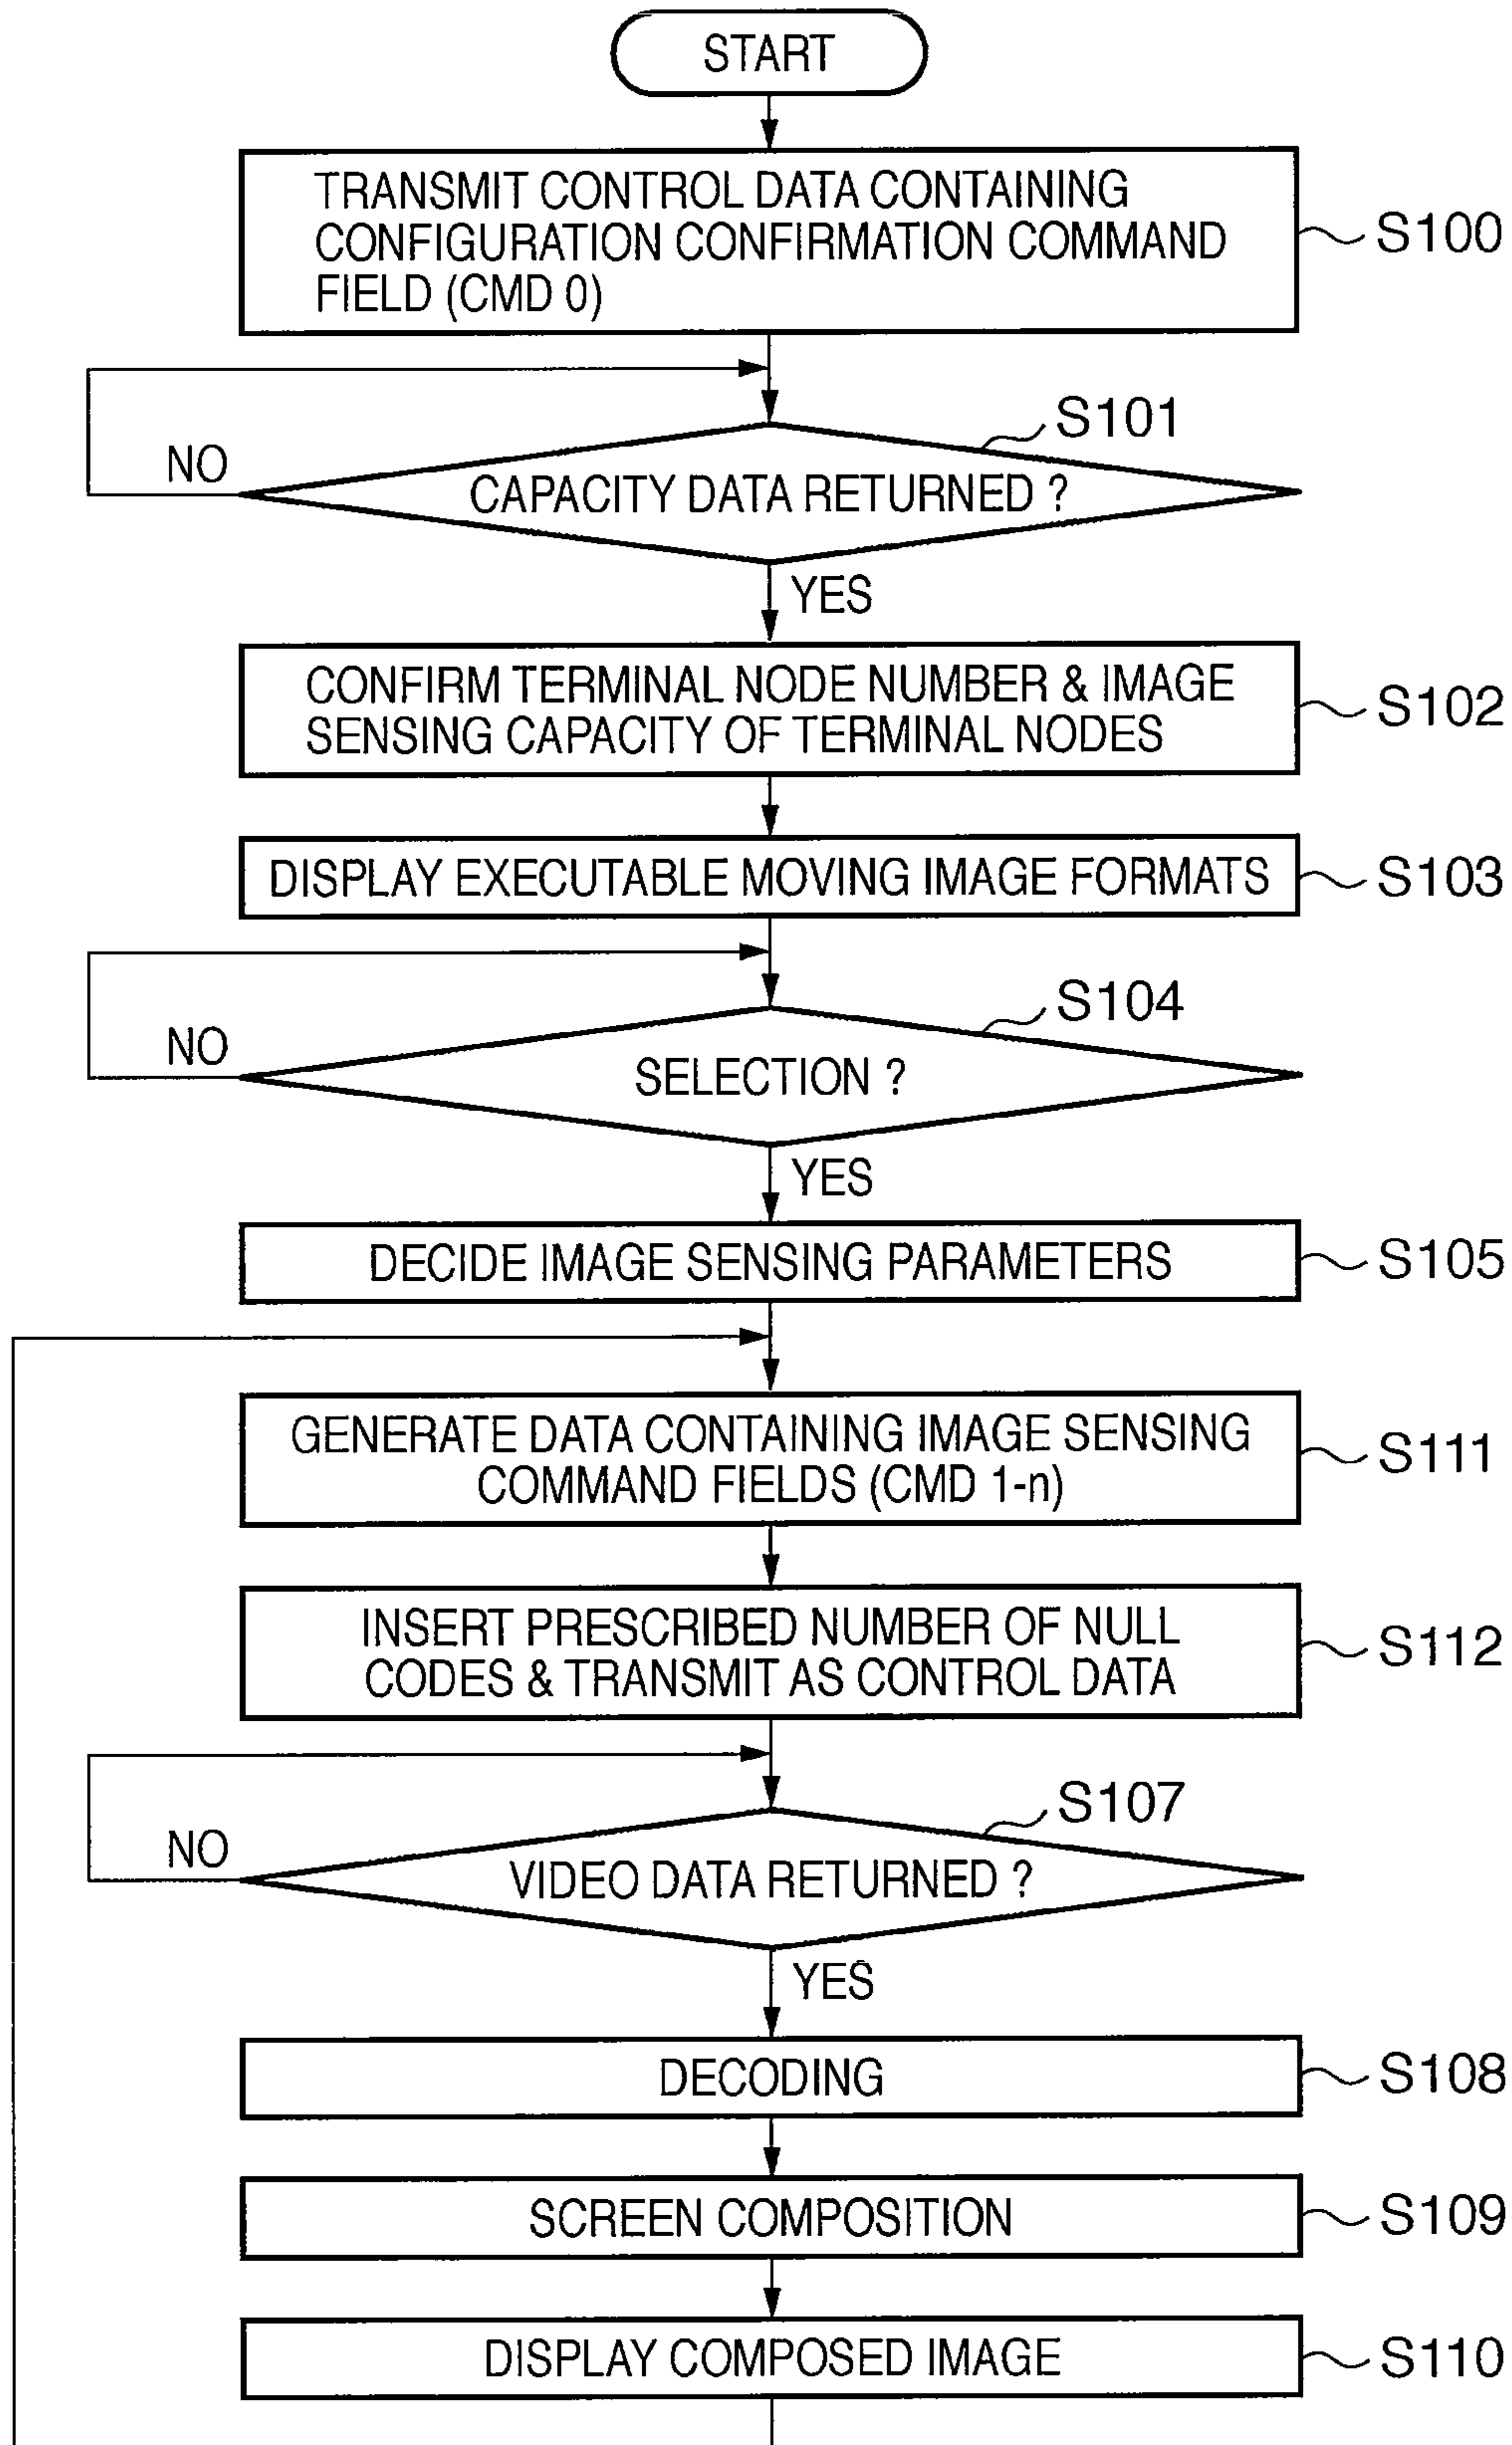 START
TRANSMIT CONTROL DATA CONTAINING
CONFIGURATION CONFIRMATION COMMAND
FIELD (CMD 0)
S100
S101
NO
CAPACITY DATA RETURNED ?
YES
CONFIRM TERMINAL NODE NUMBER & IMAGE
SENSING CAPACITY OF TERMINAL NODES
S102
DISPLAY EXECUTABLE MOVING IMAGE FORMATS
S103
S104
NO
SELECTION ?
YES
DECIDE IMAGE SENSING PARAMETERS
S105
GENERATE DATA CONTAINING IMAGE SENSING
COMMAND FIELDS (CMD 1-n)
S111
INSERT PRESCRIBED NUMBER OF NULL
CODES & TRANSMIT AS CONTROL DATA
S112
S107
NO
VIDEO DATA RETURNED ?
YES
DECODING
S108
SCREEN COMPOSITION
S109
DISPLAY COMPOSED IMAGE
S110